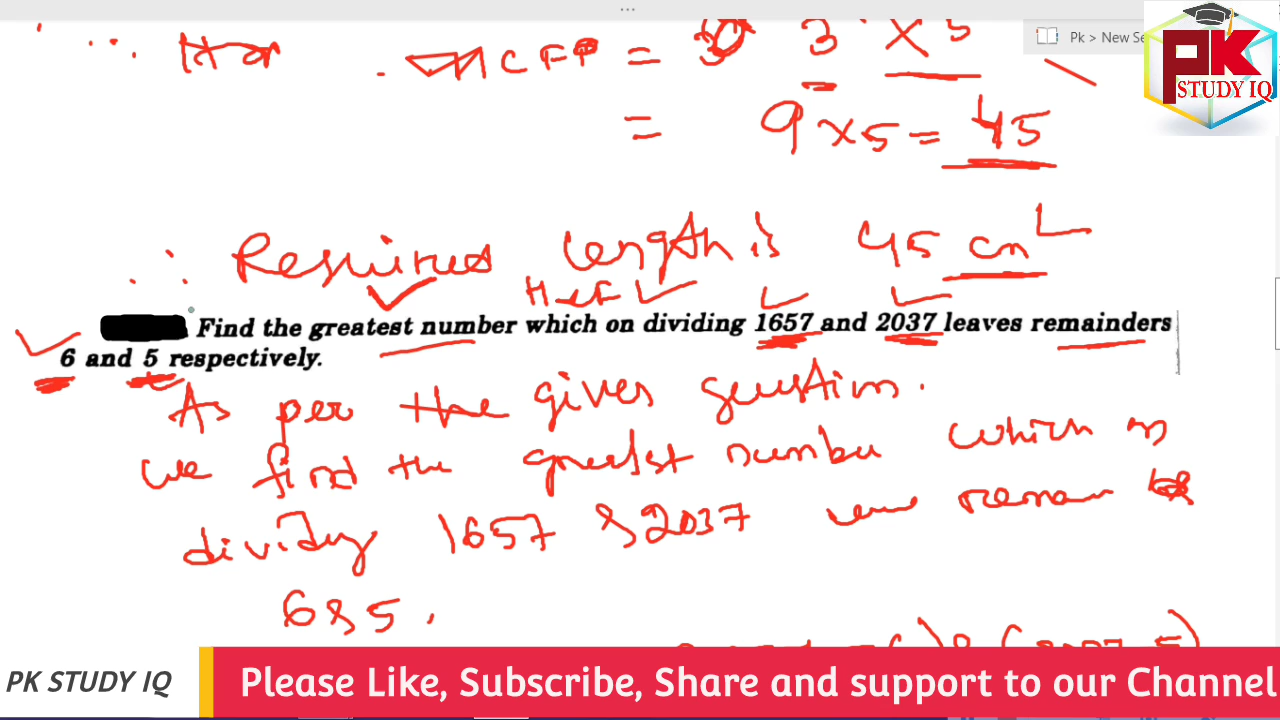 ...
Pk > New Se
PK
STUDY IQ
HCF = 3 × 5
= 9 × 5 = 45
∴ Required length is 45 cm
HCF
Find the greatest number which on dividing 1657 and 2037 leaves remainders
6 and 5 respectively.
As per the given question.
we find the greatest number which on
dividing 1657 & 2037
6 & 5.
PK STUDY IQ
Please Like, Subscribe, Share and support to our Channel